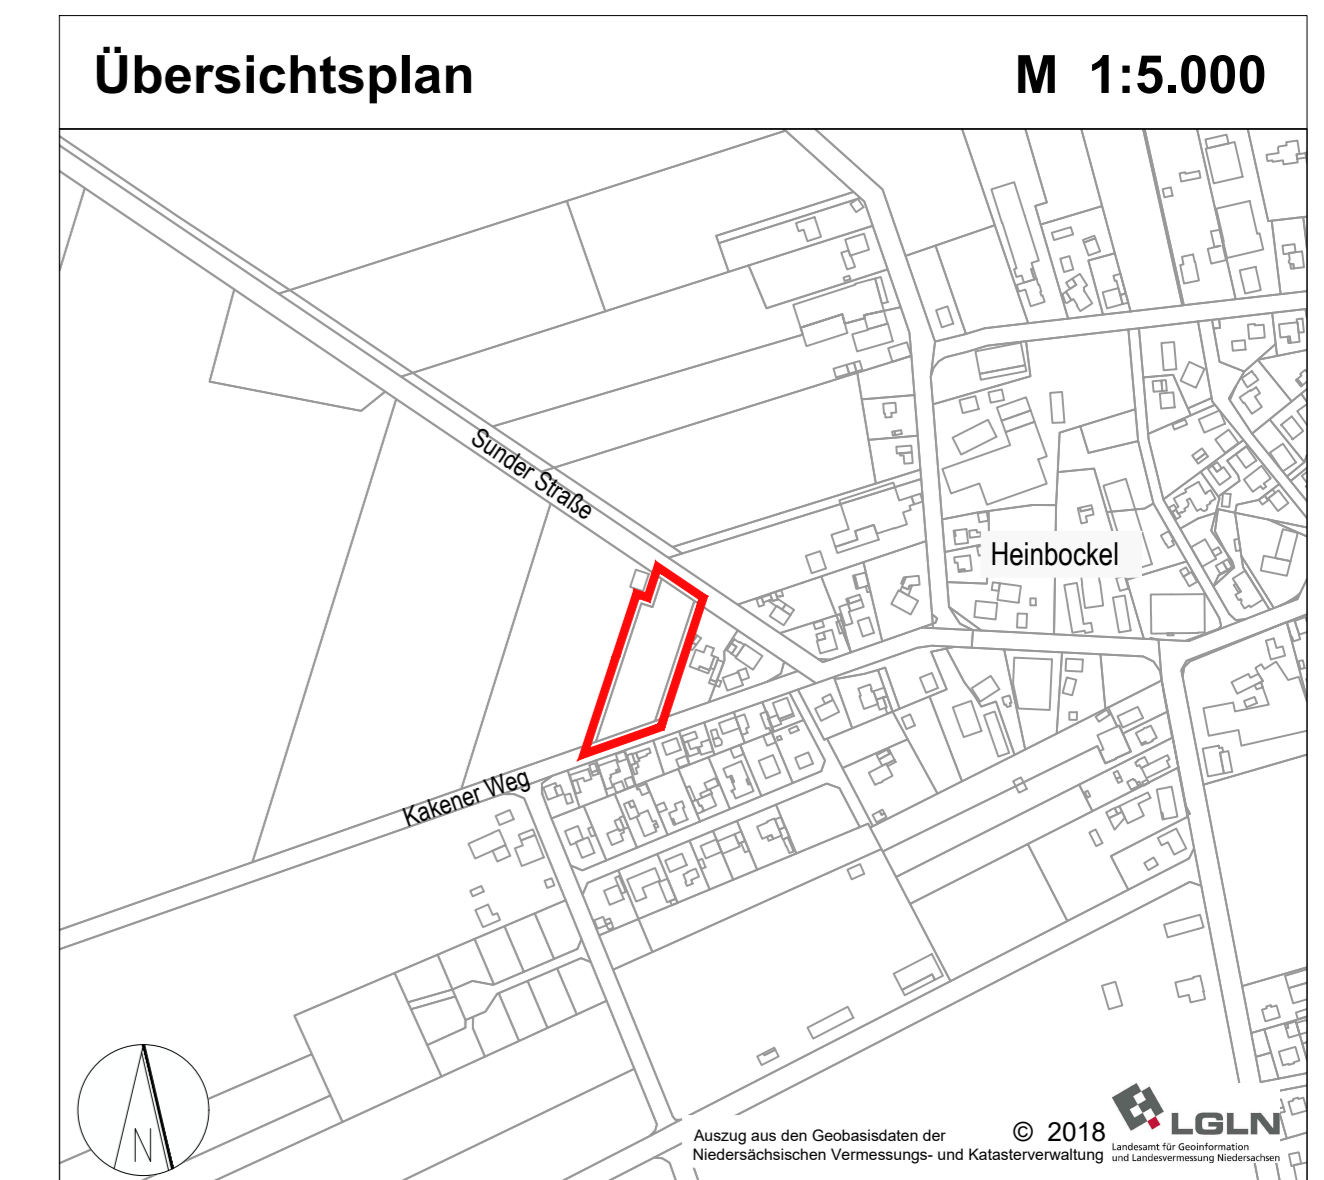 Übersichtsplan M 1:5.000
Sunder Straße
Heinbockel
Kakener Weg
N
Auszug aus den Geobasisdaten der
Niedersächsischen Vermessungs- und Katasterverwaltung
© 2018
LGLN
Landesamt für Geoinformation
und Landesvermessung Niedersachsen